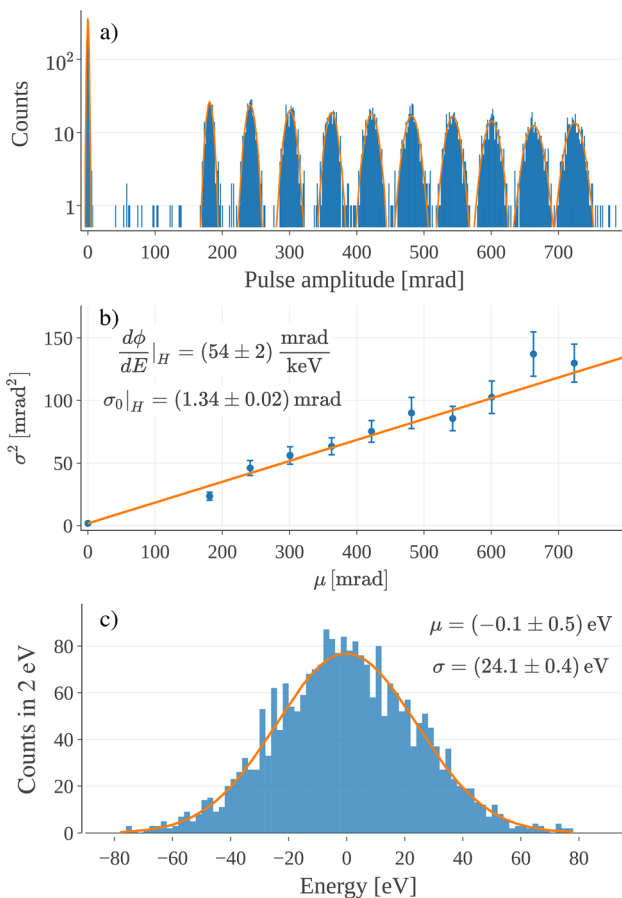 a)
Counts
10²
10
1
0 100 200 300 400 500 600 700
Pulse amplitude [mrad]
b)
dϕ/dE|_H = (54 ± 2) mrad/keV
σ₀|_H = (1.34 ± 0.02) mrad
σ² [mrad²]
150
100
50
0
0 100 200 300 400 500 600 700
μ [mrad]
c)
μ = (−0.1 ± 0.5) eV
σ = (24.1 ± 0.4) eV
Counts in 2 eV
80
60
40
20
0
−80 −60 −40 −20 0 20 40 60 80
Energy [eV]